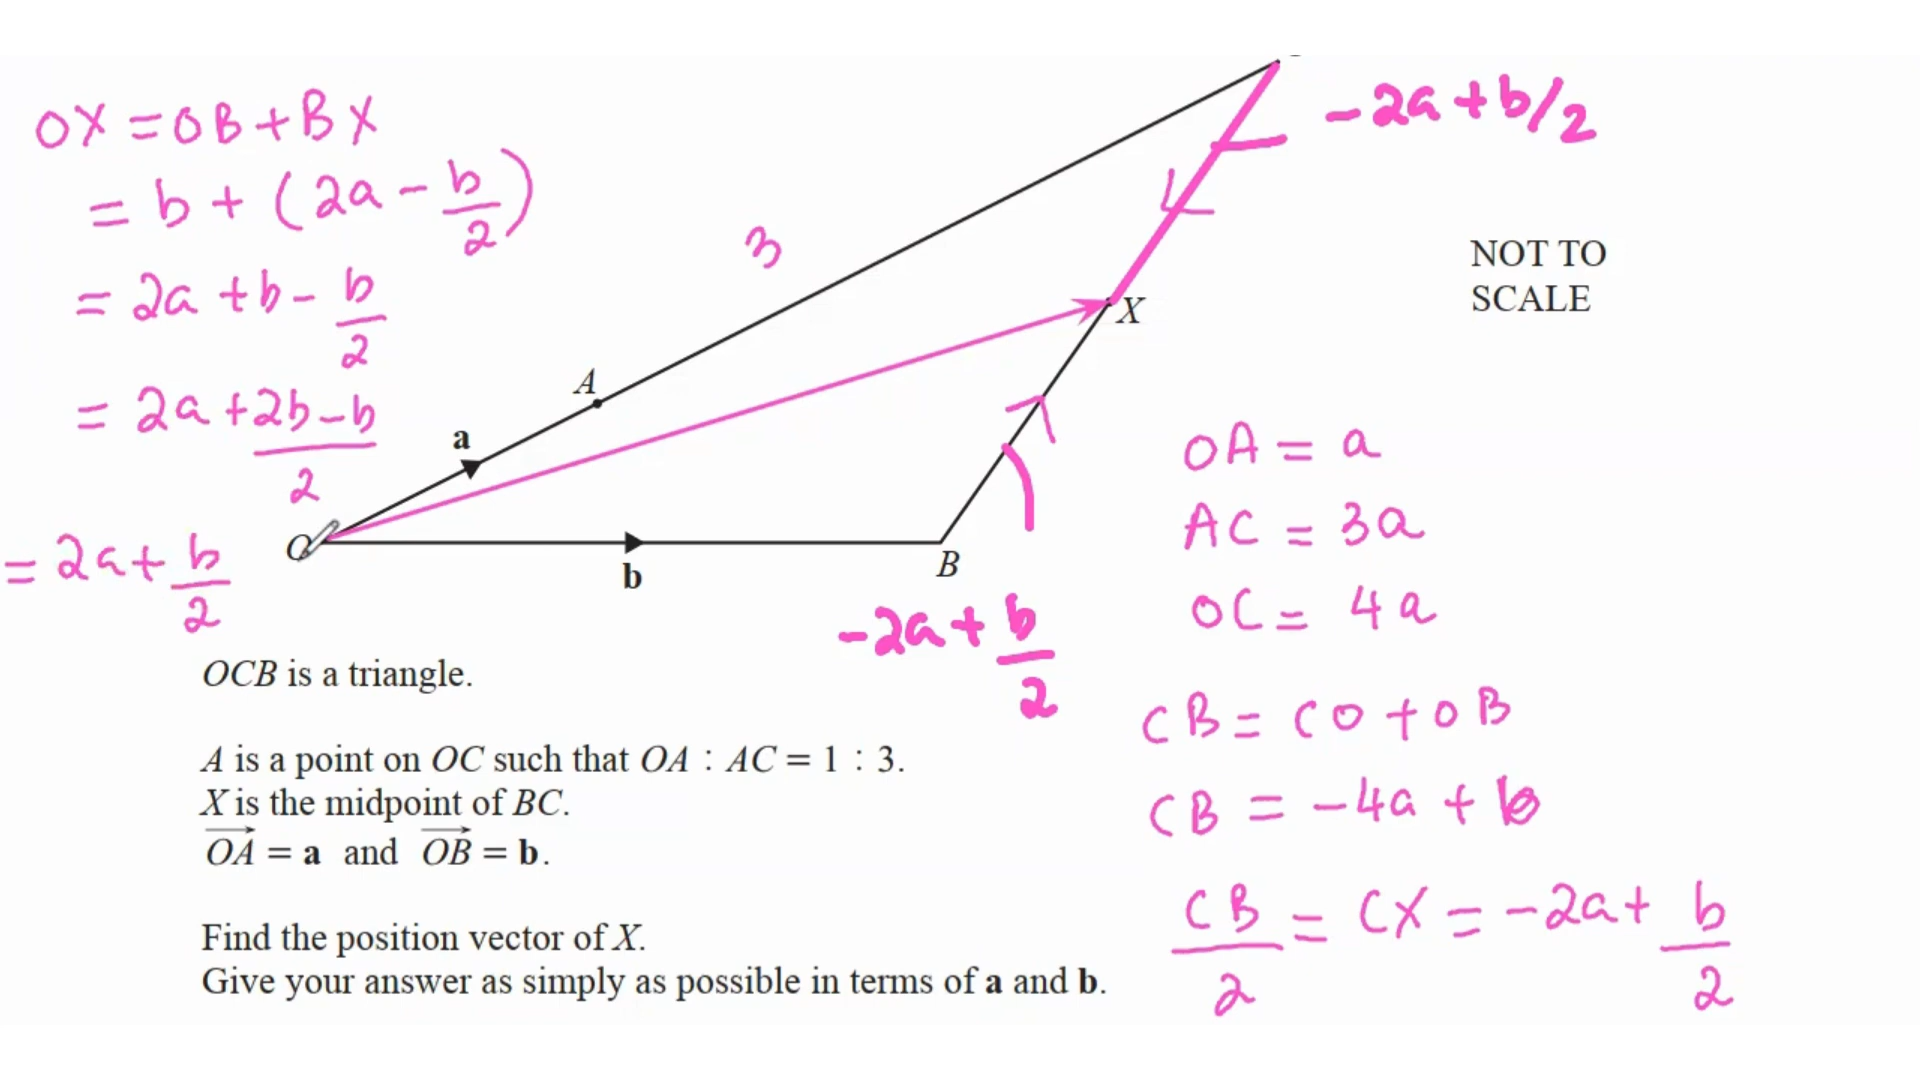 OX = OB + BX
= b + (2a - b/2)
= 2a + b - b/2
= 2a + 2b - b/2
= 2a + b/2
-2a + b/2
3
NOT TO
SCALE
X
A
a
O
B
b
-2a + b/2
OA = a
AC = 3a
OC = 4a
CB = CO + OB
CB = -4a + b
CB/2 = CX = -2a + b/2
OCB is a triangle.
A is a point on OC such that OA : AC = 1 : 3.
X is the midpoint of BC.
OA = a and OB = b.
Find the position vector of X.
Give your answer as simply as possible in terms of a and b.